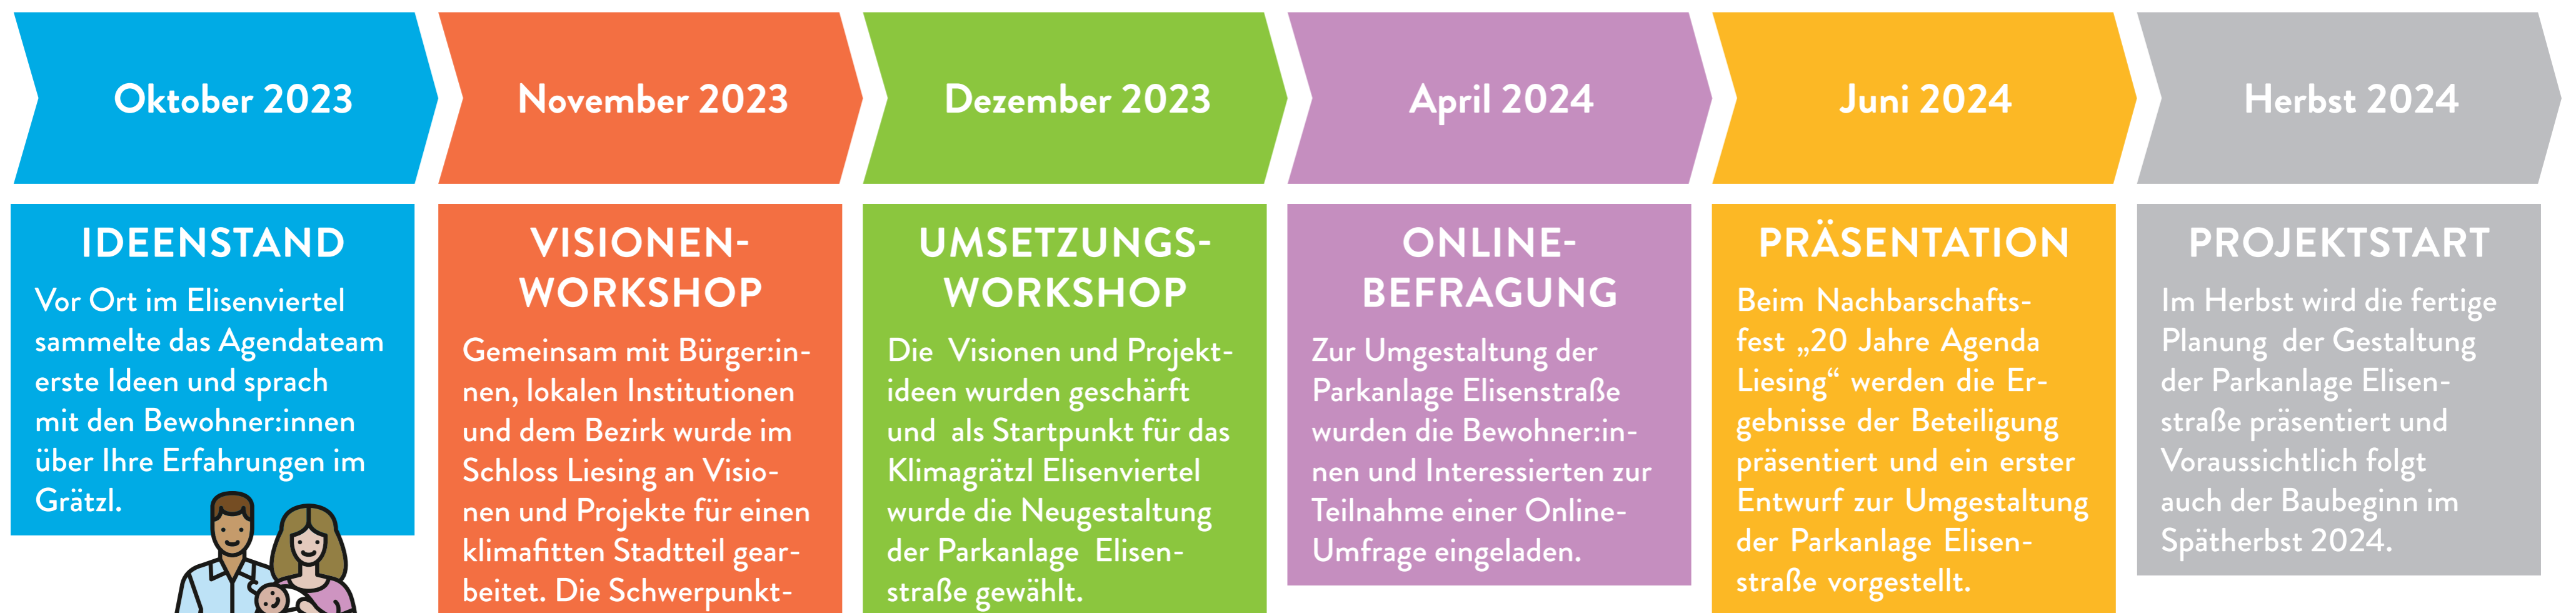 Oktober 2023
November 2023
Dezember 2023
April 2024
Juni 2024
Herbst 2024
IDEENSTAND
Vor Ort im Elisenviertel
sammelte das Agendateam
erste Ideen und sprach
mit den Bewohner:innen
über Ihre Erfahrungen im
Grätzl.
VISIONEN-
WORKSHOP
Gemeinsam mit Bürger:in-
nen, lokalen Institutionen
und dem Bezirk wurde im
Schloss Liesing an Visio-
nen und Projekte für einen
klimafitten Stadtteil gear-
beitet. Die Schwerpunkt-
UMSETZUNGS-
WORKSHOP
Die Visionen und Projekt-
ideen wurden geschärft
und als Startpunkt für das
Klimagrätzl Elisenviertel
wurde die Neugestaltung
der Parkanlage Elisen-
straße gewählt.
ONLINE-
BEFRAGUNG
Zur Umgestaltung der
Parkanlage Elisenstraße
wurden die Bewohner:in-
nen und Interessierten zur
Teilnahme einer Online-
Umfrage eingeladen.
PRÄSENTATION
Beim Nachbarschafts-
fest „20 Jahre Agenda
Liesing“ werden die Er-
gebnisse der Beteiligung
präsentiert und ein erster
Entwurf zur Umgestaltung
der Parkanlage Elisen-
straße vorgestellt.
PROJEKTSTART
Im Herbst wird die fertige
Planung der Gestaltung
der Parkanlage Elisen-
straße präsentiert und
Voraussichtlich folgt
auch der Baubeginn im
Spätherbst 2024.